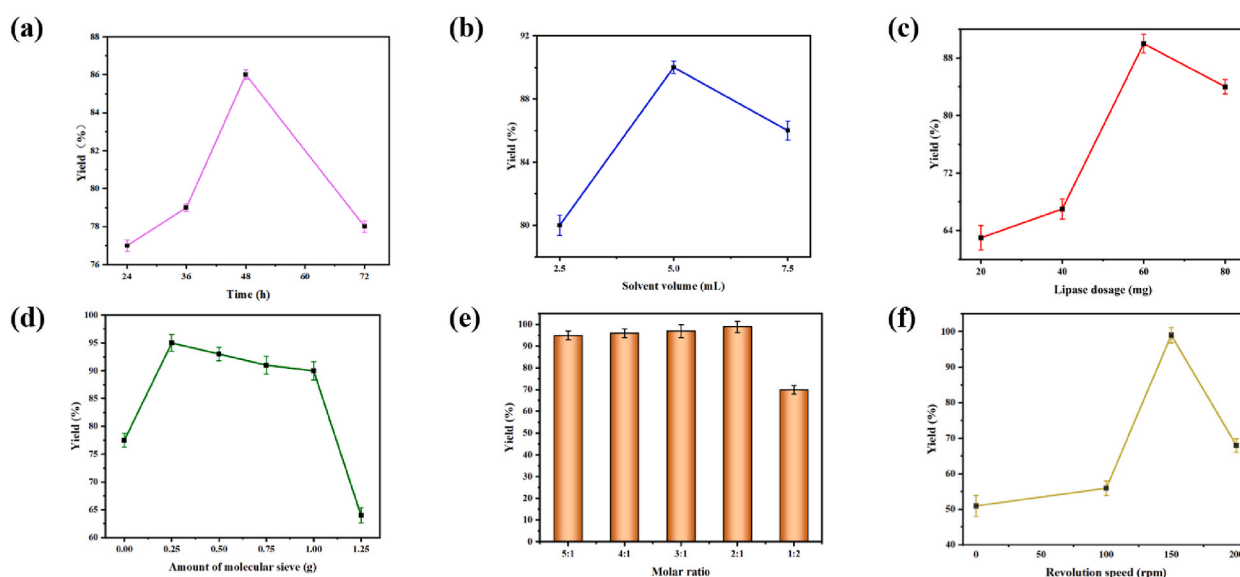 (a)
88
86
84
82
80
78
76
Yield (%)
24 36 48 60 72
Time (h)
(b)
92
88
84
80
Yield (%)
2.5 5.0 7.5
Solvent volume (mL)
(c)
88
80
72
64
Yield (%)
20 40 60 80
Lipase dosage (mg)
(d)
100
95
90
85
80
75
70
65
60
Yield (%)
0.00 0.25 0.50 0.75 1.00 1.25
Amount of molecular sieve (g)
(e)
100
90
80
70
60
50
40
30
20
10
0
Yield (%)
5:1 4:1 3:1 2:1 1:2
Molar ratio
(f)
100
90
80
70
60
50
40
Yield (%)
0 100 150 200
Revolution speed (rpm)